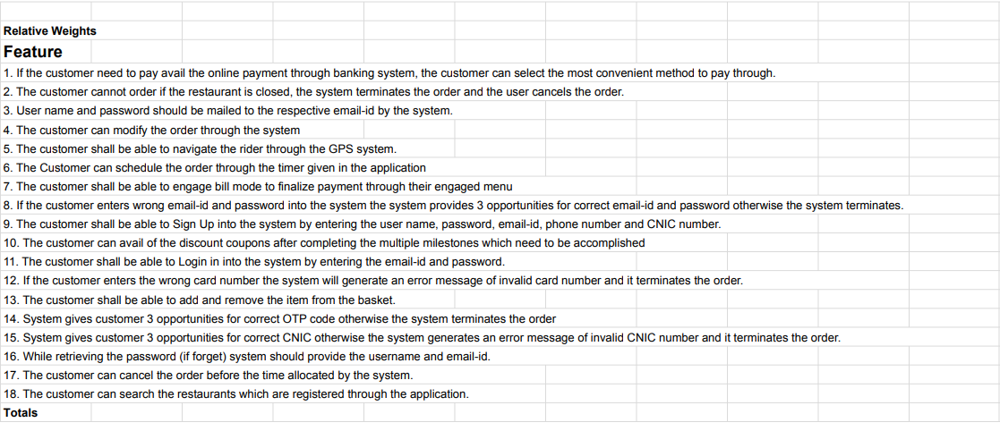 Relative Weights
Feature
1. If the customer need to pay avail the online payment through banking system, the customer can select the most convenient method to pay through.
2. The customer cannot order if the restaurant is closed, the system terminates the order and the user cancels the order.
3. User name and password should be mailed to the respective email-id by the system.
4. The customer can modify the order through the system
5. The customer shall be able to navigate the rider through the GPS system.
6. The Customer can schedule the order through the timer given in the application
7. The customer shall be able to engage bill mode to finalize payment through their engaged menu
8. If the customer enters wrong email-id and password into the system the system provides 3 opportunities for correct email-id and password otherwise the system terminates.
9. The customer shall be able to Sign Up into the system by entering the user name, password, email-id, phone number and CNIC number.
10. The customer can avail of the discount coupons after completing the multiple milestones which need to be accomplished
11. The customer shall be able to Login in into the system by entering the email-id and password.
12. If the customer enters the wrong card number the system will generate an error message of invalid card number and it terminates the order.
13. The customer shall be able to add and remove the item from the basket.
14. System gives customer 3 opportunities for correct OTP code otherwise the system terminates the order
15. System gives customer 3 opportunities for correct CNIC otherwise the system generates an error message of invalid CNIC number and it terminates the order.
16. While retrieving the password (if forget) system should provide the username and email-id.
17. The customer can cancel the order before the time allocated by the system.
18. The customer can search the restaurants which are registered through the application.
Totals